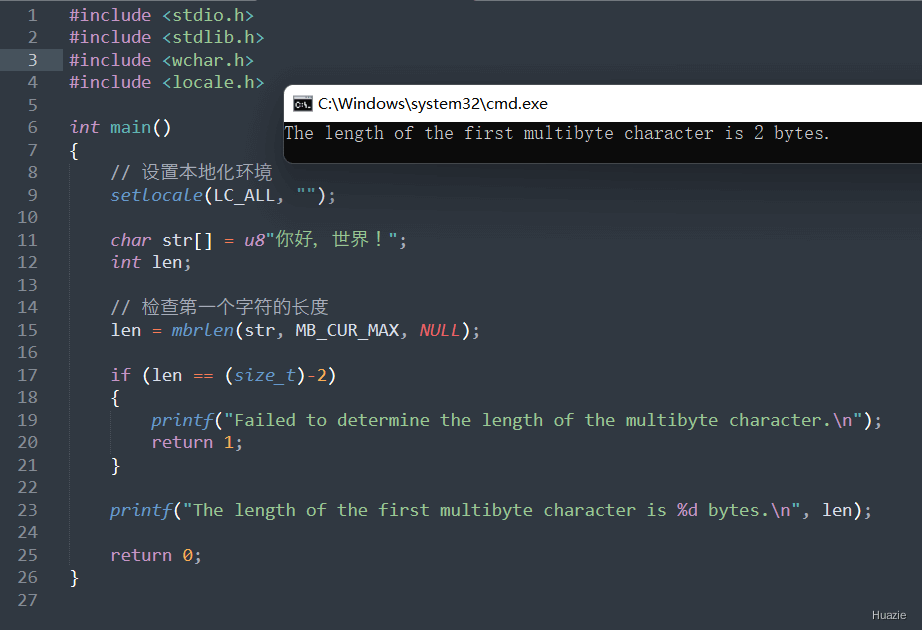 1 #include <stdio.h>
2 #include <stdlib.h>
3 #include <wchar.h>
4 #include <locale.h>
5
6 int main()
7 {
8 // 设置本地化环境
9 setlocale(LC_ALL, "");
10
11 char str[] = u8"你好, 世界！";
12 int len;
13
14 // 检查第一个字符的长度
15 len = mbrlen(str, MB_CUR_MAX, NULL);
16
17 if (len == (size_t)-2)
18 {
19 printf("Failed to determine the length of the multibyte character.\n");
20 return 1;
21 }
22
23 printf("The length of the first multibyte character is %d bytes.\n", len);
24
25 return 0;
26 }
27
C:\Windows\system32\cmd.exe
The length of the first multibyte character is 2 bytes.
Huazie